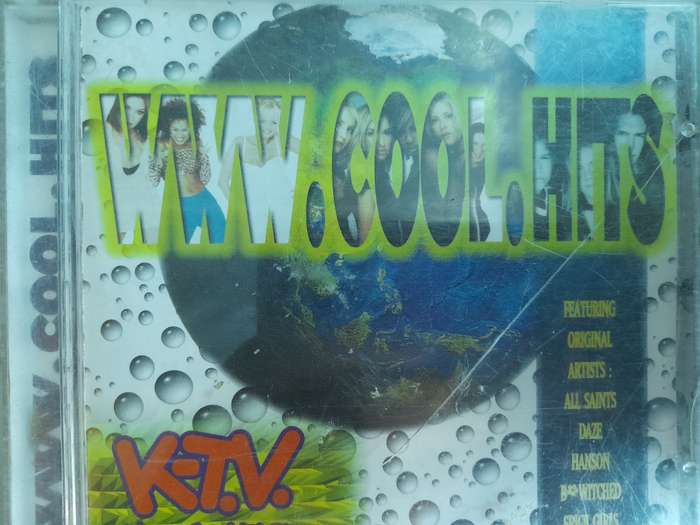 WWW.COOL.HITS
WWW.COOL.HITS
FEATURING
ORIGINAL
ARTISTS :
ALL SAINTS
DAZE
HANSON
B*WITCHED
SPICE GIRLS
K-T.V.